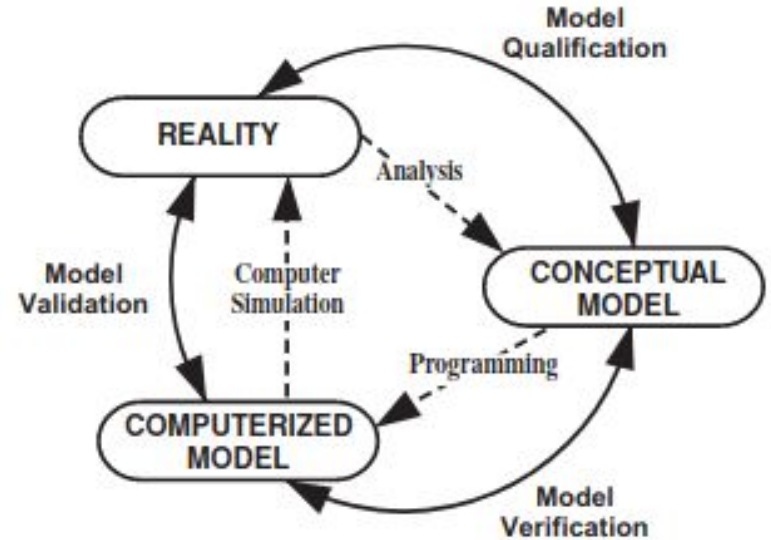 Model
Qualification
REALITY
Analysis
CONCEPTUAL
MODEL
Model
Validation
Computer
Simulation
Programming
COMPUTERIZED
MODEL
Model
Verification